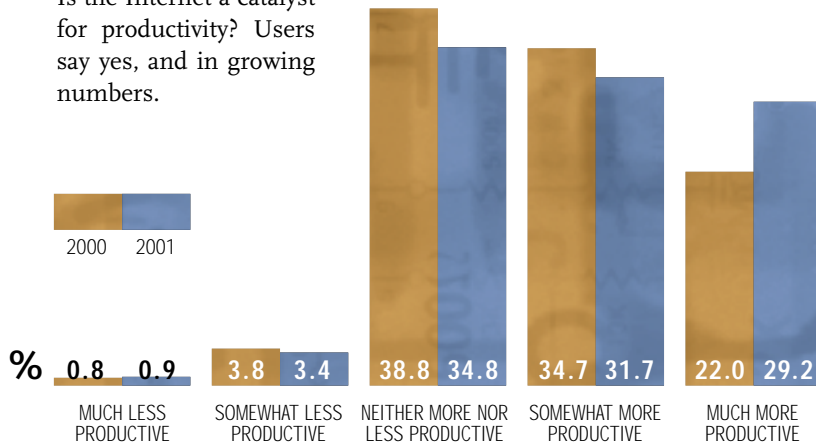 Is the Internet a catalyst
for productivity? Users
say yes, and in growing
numbers.
2000 2001
% 0.8 0.9 3.8 3.4 38.8 34.8 34.7 31.7 22.0 29.2
MUCH LESS PRODUCTIVE
SOMEWHAT LESS PRODUCTIVE
NEITHER MORE NOR LESS PRODUCTIVE
SOMEWHAT MORE PRODUCTIVE
MUCH MORE PRODUCTIVE